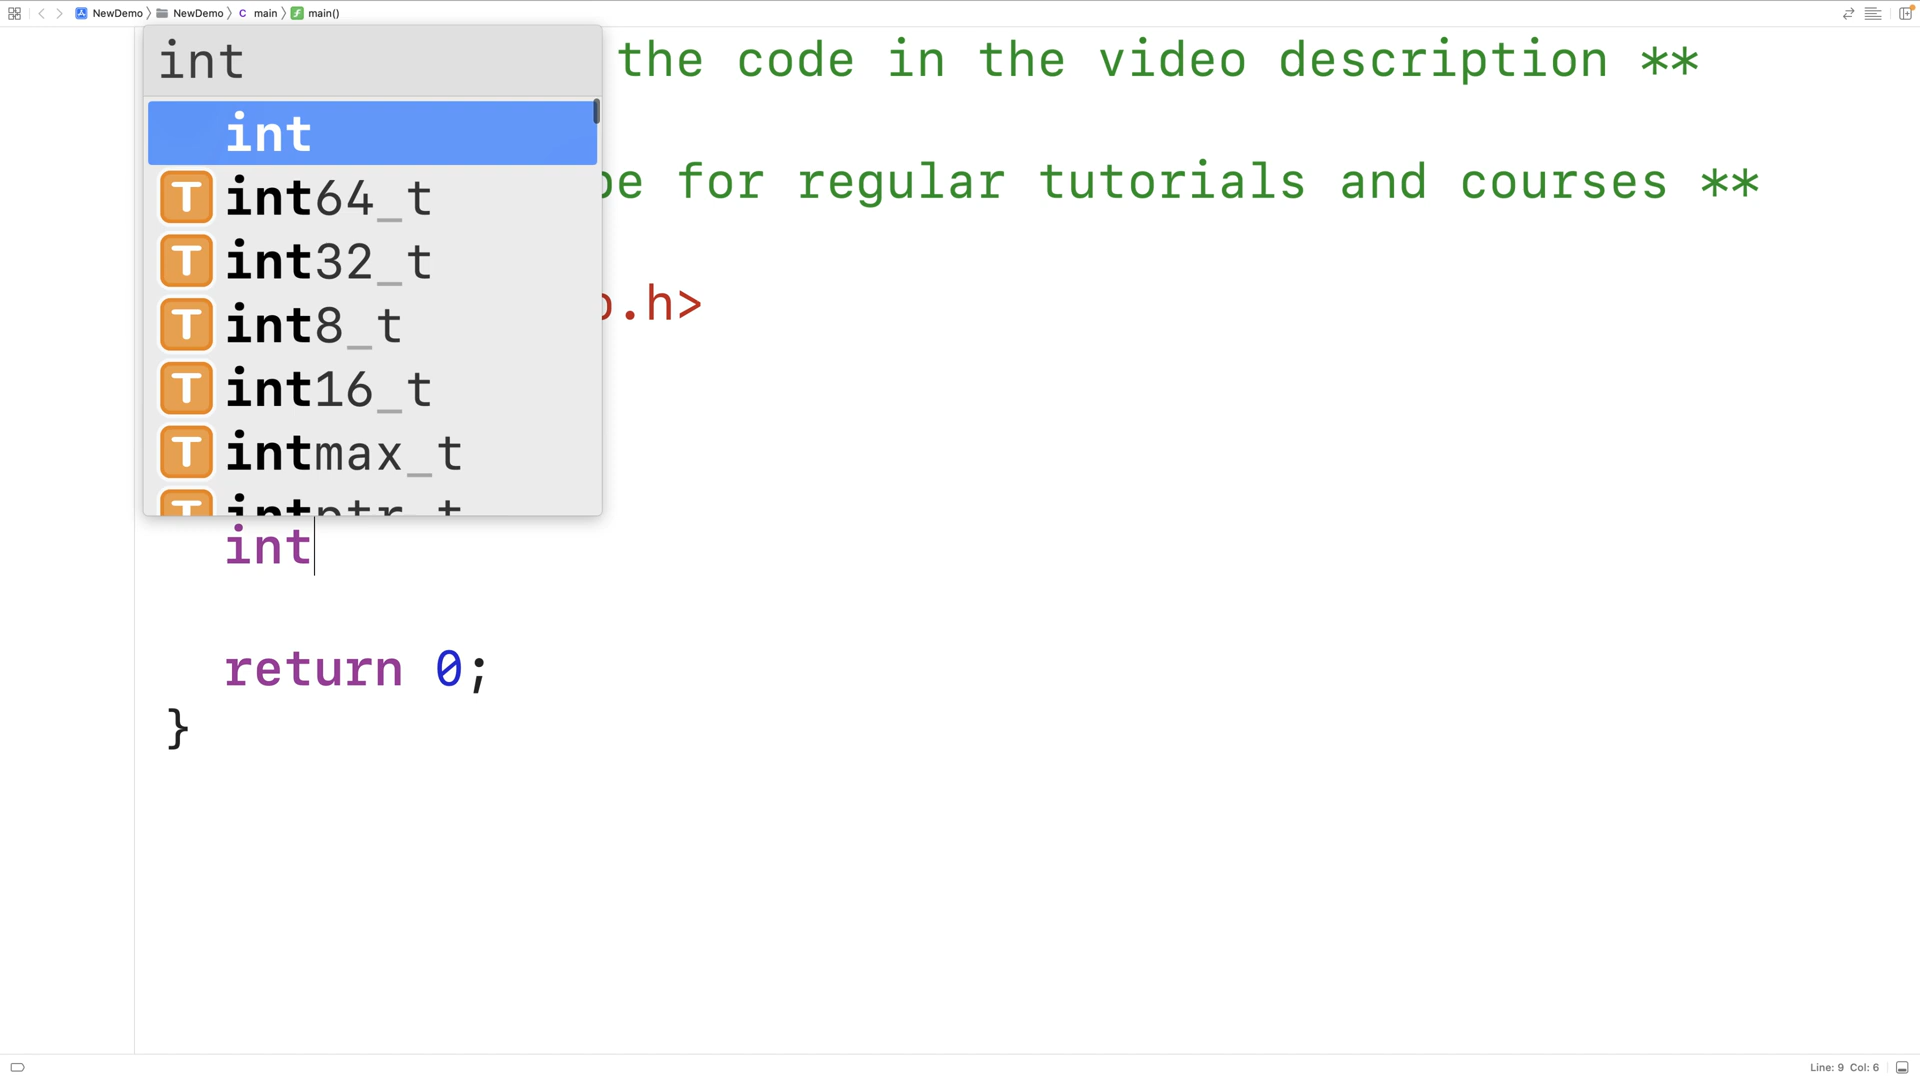 NewDemo
NewDemo
C main
f main()
int
the code in the video description **
int
T int64_t
for regular tutorials and courses **
T int32_t
.h>
T int8_t
T int16_t
T intmax_t
T intptr_t
int
return 0;
}
Line: 9 Col: 6